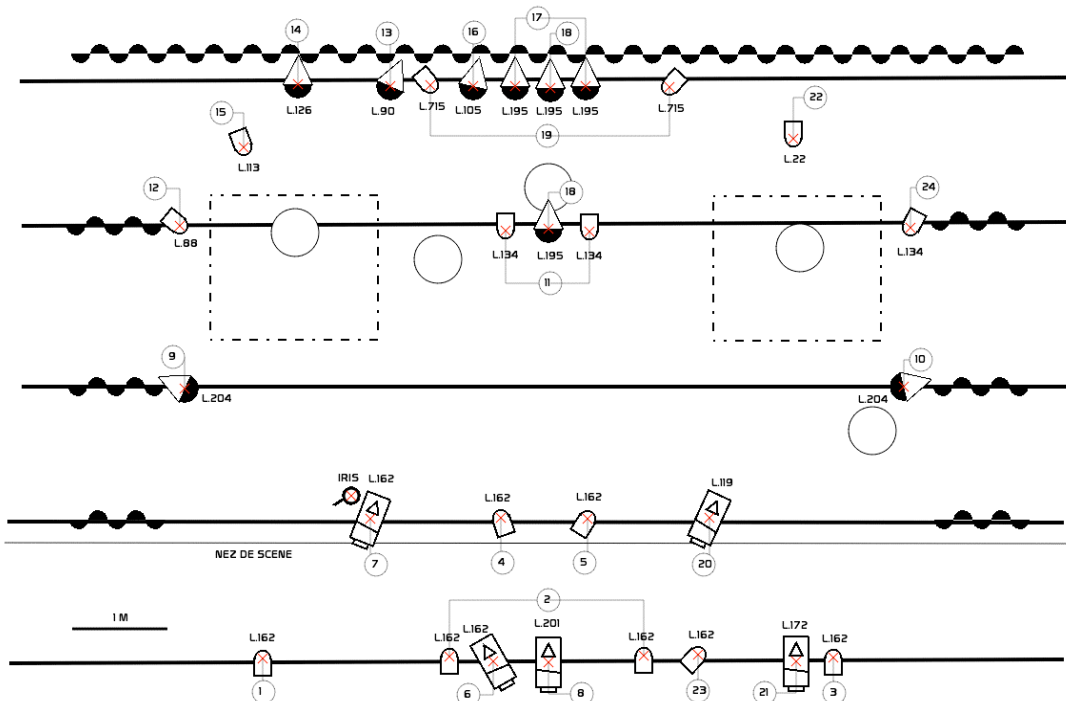 14 13 16 17 18
L.126 L.90 L.715 L.105 L.195 L.195 L.195 L.715
15 22
19
L.113 L.22
12 18 24
L.88 L.134 L.195 L.134 L.134
11
9 10
L.204 L.204
IRIS L.162 L.162 L.162 L.119
NEZ DE SCENE
7 4 5 20
1 M
2
L.162 L.162 L.162 L.201 L.162 L.162 L.172 L.162
1 6 8 23 21 3